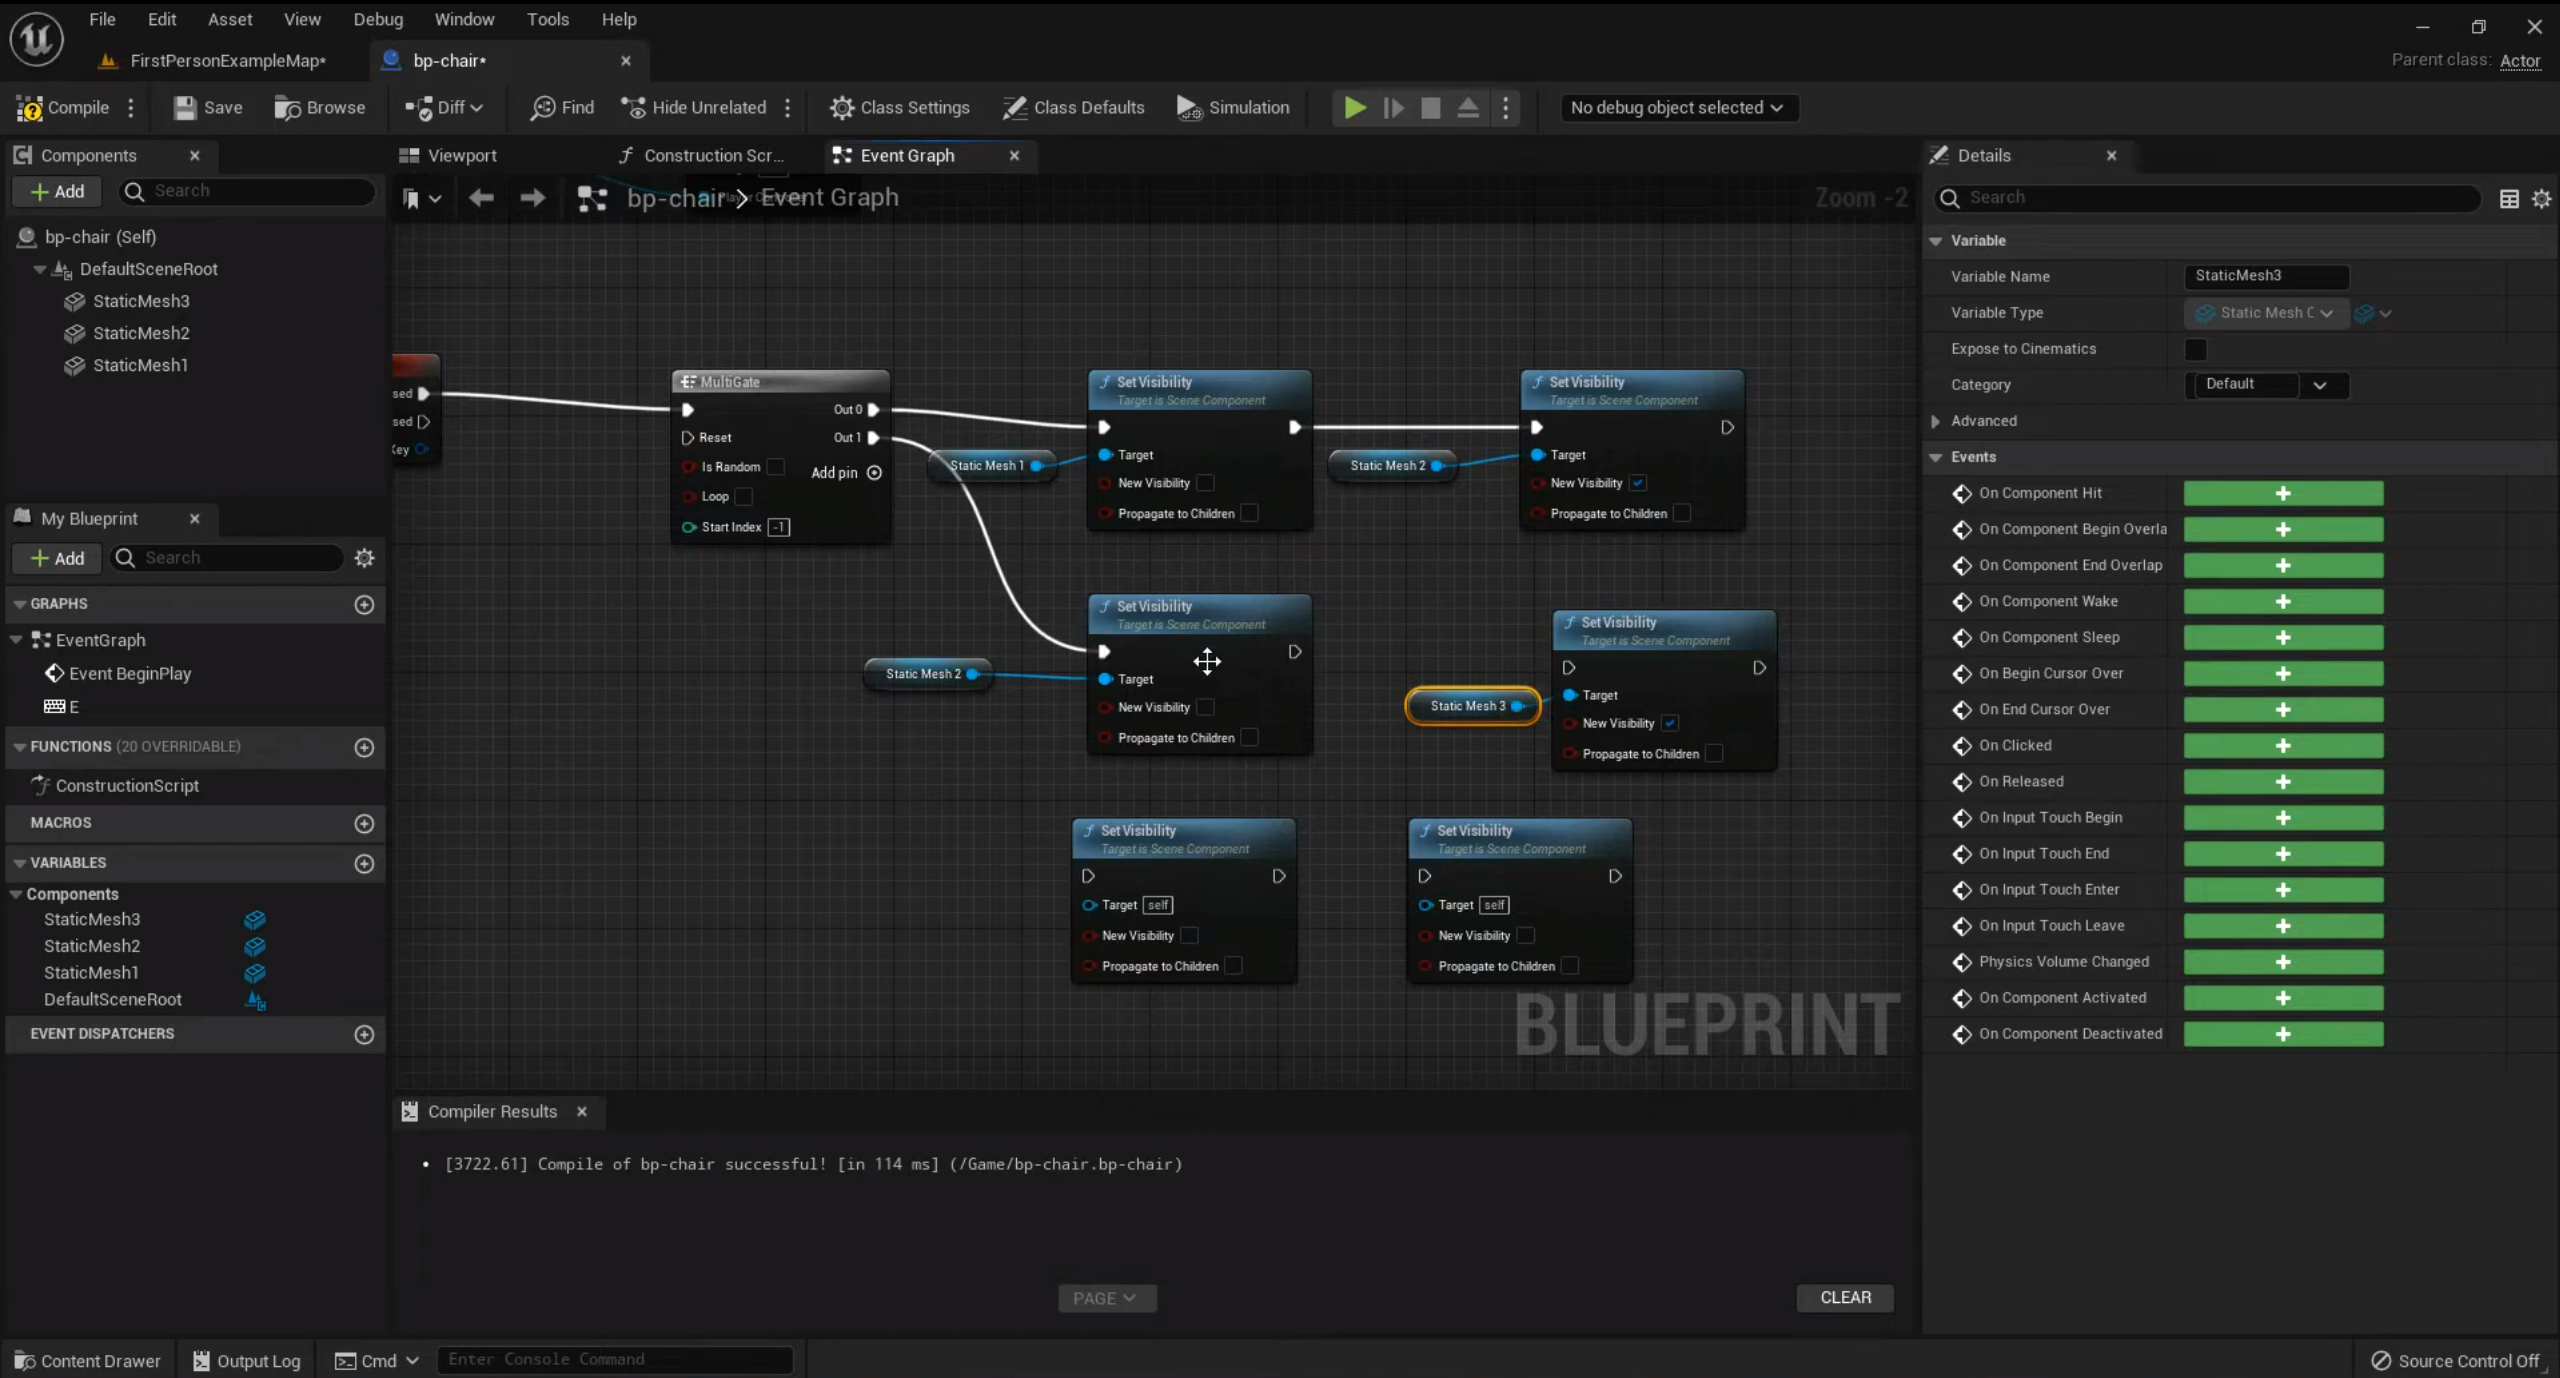 File Edit Asset View Debug Window Tools Help
FirstPersonExampleMap* bp-chair*
Parent class: Actor
Compile Save Browse Diff Find Hide Unrelated Class Settings Class Defaults Simulation No debug object selected
Components
Add Search
bp-chair (Self)
DefaultSceneRoot
StaticMesh3
StaticMesh2
StaticMesh1
My Blueprint
Add Search
GRAPHS
EventGraph
Event BeginPlay
E
FUNCTIONS (20 OVERRIDABLE)
ConstructionScript
MACROS
VARIABLES
Components
StaticMesh3
StaticMesh2
StaticMesh1
DefaultSceneRoot
EVENT DISPATCHERS
Viewport Construction Scr... Event Graph
bp-chair > Event Graph
Zoom -2
sed
sed
Key
MultiGate
Out 0
Reset Out 1
Is Random Add pin
Loop
Start Index -1
Static Mesh 1
Set Visibility
Target is Scene Component
Target
New Visibility
Propagate to Children
Static Mesh 2
Set Visibility
Target is Scene Component
Target
New Visibility
Propagate to Children
Static Mesh 2
Set Visibility
Target is Scene Component
Target
New Visibility
Propagate to Children
Static Mesh 3
Set Visibility
Target is Scene Component
Target
New Visibility
Propagate to Children
Set Visibility
Target is Scene Component
Target self
New Visibility
Propagate to Children
Set Visibility
Target is Scene Component
Target self
New Visibility
Propagate to Children
BLUEPRINT
Compiler Results
• [3722.61] Compile of bp-chair successful! [in 114 ms] (/Game/bp-chair.bp-chair)
PAGE CLEAR
Details
Search
Variable
Variable Name StaticMesh3
Variable Type Static Mesh C
Expose to Cinematics
Category Default
Advanced
Events
On Component Hit
On Component Begin Overla
On Component End Overlap
On Component Wake
On Component Sleep
On Begin Cursor Over
On End Cursor Over
On Clicked
On Released
On Input Touch Begin
On Input Touch End
On Input Touch Enter
On Input Touch Leave
Physics Volume Changed
On Component Activated
On Component Deactivated
Content Drawer Output Log Cmd Enter Console Command Source Control Off